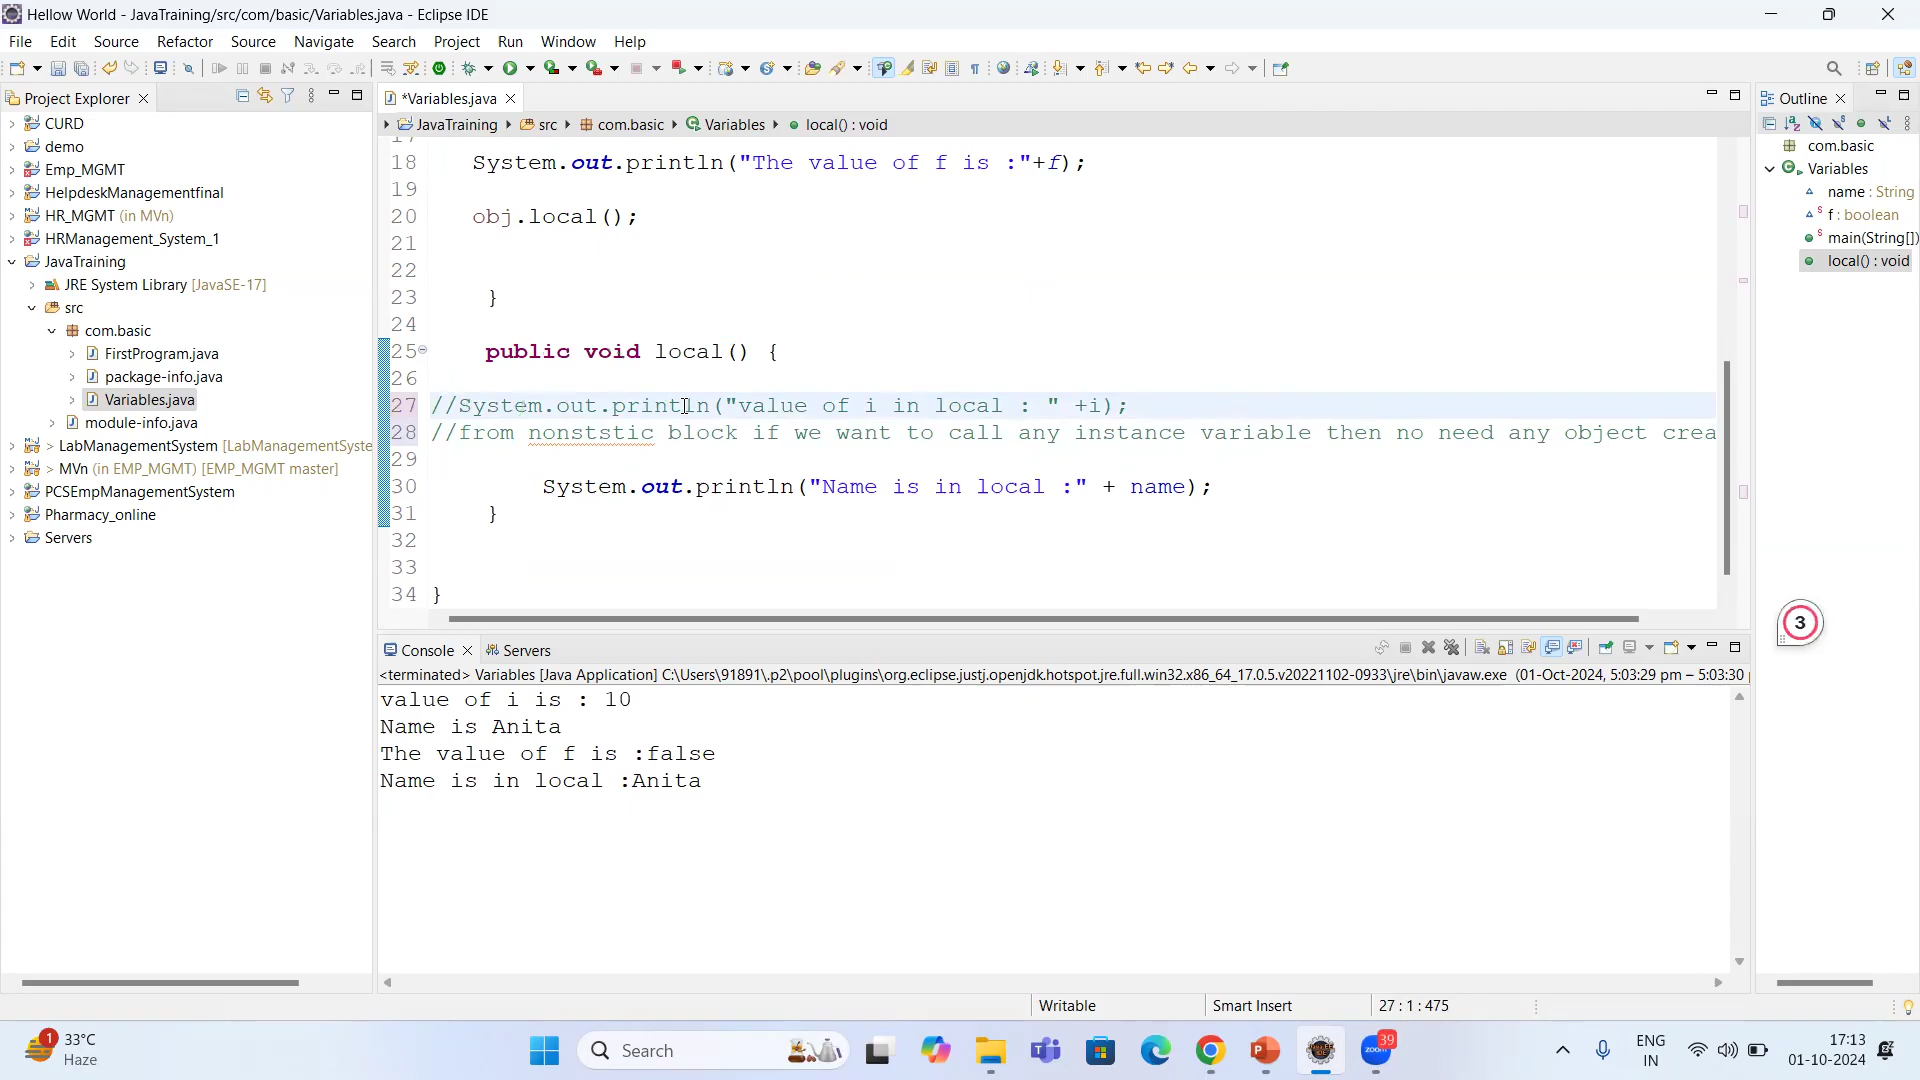 Hellow World - JavaTraining/src/com/basic/Variables.java - Eclipse IDE
File Edit Source Refactor Source Navigate Search Project Run Window Help
Project Explorer
CURD
demo
Emp_MGMT
HelpdeskManagementfinal
HR_MGMT (in MVn)
HRManagement_System_1
JavaTraining
JRE System Library [JavaSE-17]
src
com.basic
FirstProgram.java
package-info.java
Variables.java
module-info.java
> LabManagementSystem [LabManagementSyste
> MVn (in EMP_MGMT) [EMP_MGMT master]
PCSEmpManagementSystem
Pharmacy_online
Servers
*Variables.java
JavaTraining src com.basic Variables local() : void
18 System.out.println("The value of f is :"+f);
19
20 obj.local();
21
22
23 }
24
25 public void local() {
26
27 //System.out.println("value of i in local : " +i);
28 //from nonststic block if we want to call any instance variable then no need any object crea
29
30 System.out.println("Name is in local :" + name);
31 }
32
33
34 }
Outline
com.basic
Variables
name : String
S f : boolean
S main(String[])
local() : void
3
Console Servers
<terminated> Variables [Java Application] C:\Users\91891\.p2\pool\plugins\org.eclipse.justj.openjdk.hotspot.jre.full.win32.x86_64_17.0.5.v20221102-0933\jre\bin\javaw.exe (01-Oct-2024, 5:03:29 pm – 5:03:30
value of i is : 10
Name is Anita
The value of f is :false
Name is in local :Anita
Writable Smart Insert 27 : 1 : 475
1 33°C
Haze
Search
39
zoom
ENG
IN
17:13
01-10-2024